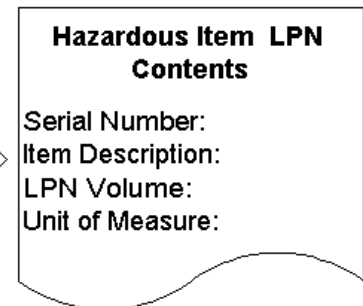 Hazardous Item LPN
Contents
Serial Number:
Item Description:
LPN Volume:
Unit of Measure: